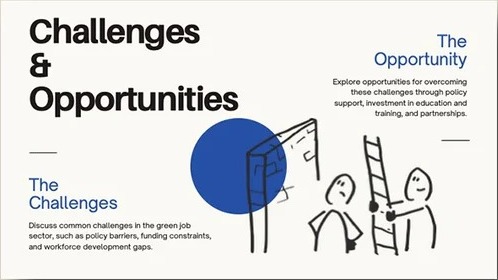 Challenges
&
Opportunities
The
Opportunity
Explore opportunities for overcoming
these challenges through policy
support, investment in education and
training, and partnerships.
The
Challenges
Discuss common challenges in the green job
sector, such as policy barriers, funding constraints,
and workforce development gaps.